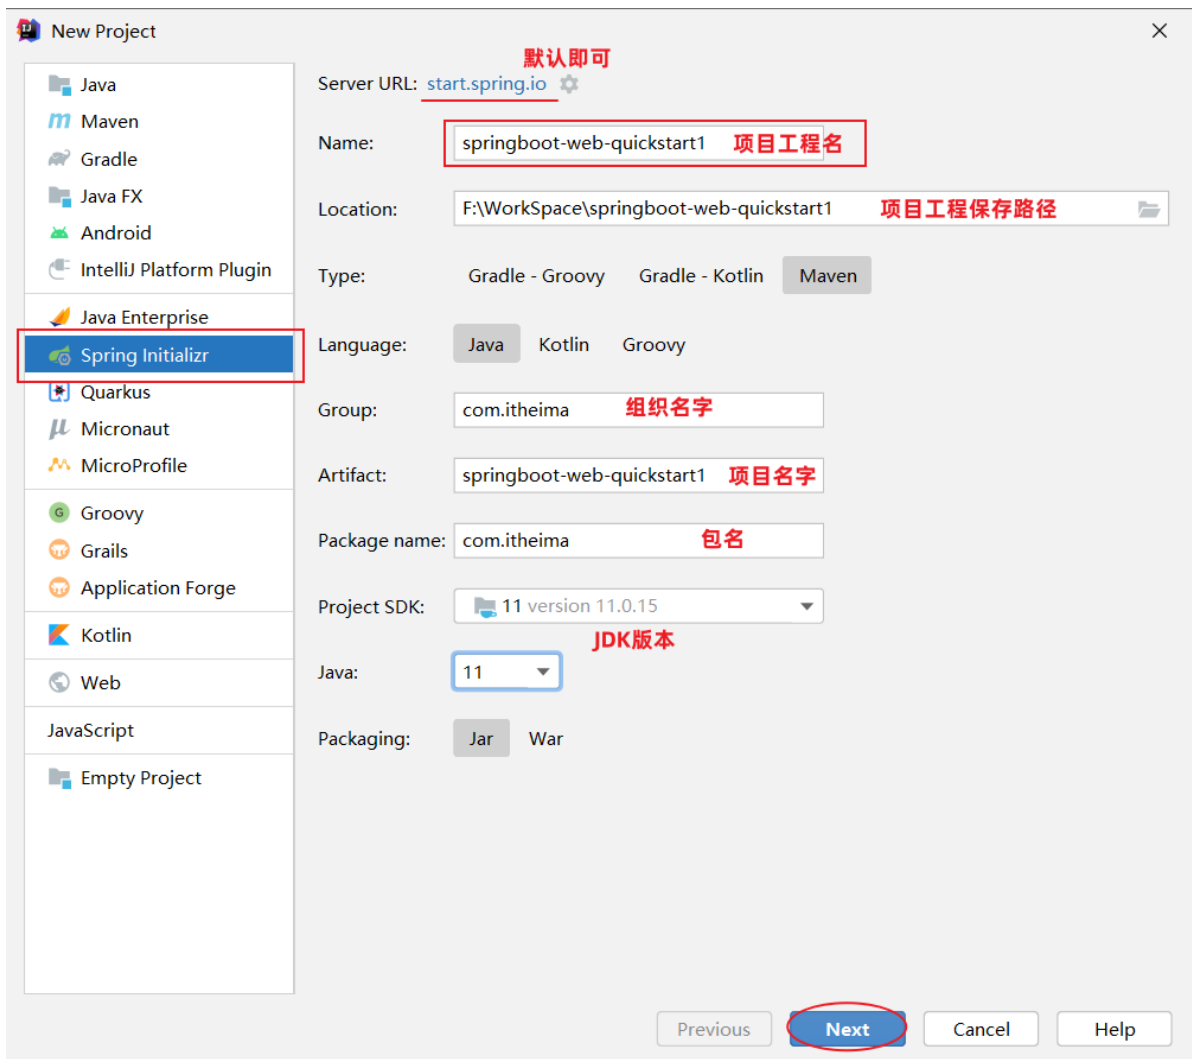 New Project
Java
Maven
Gradle
Java FX
Android
IntelliJ Platform Plugin
Java Enterprise
Spring Initializr
Quarkus
Micronaut
MicroProfile
Groovy
Grails
Application Forge
Kotlin
Web
JavaScript
Empty Project
默认即可
Server URL: start.spring.io
Name: springboot-web-quickstart1 项目工程名
Location: F:\WorkSpace\springboot-web-quickstart1 项目工程保存路径
Type: Gradle - Groovy Gradle - Kotlin Maven
Language: Java Kotlin Groovy
Group: com.itheima 组织名字
Artifact: springboot-web-quickstart1 项目名字
Package name: com.itheima 包名
Project SDK: 11 version 11.0.15
JDK版本
Java: 11
Packaging: Jar War
Previous Next Cancel Help